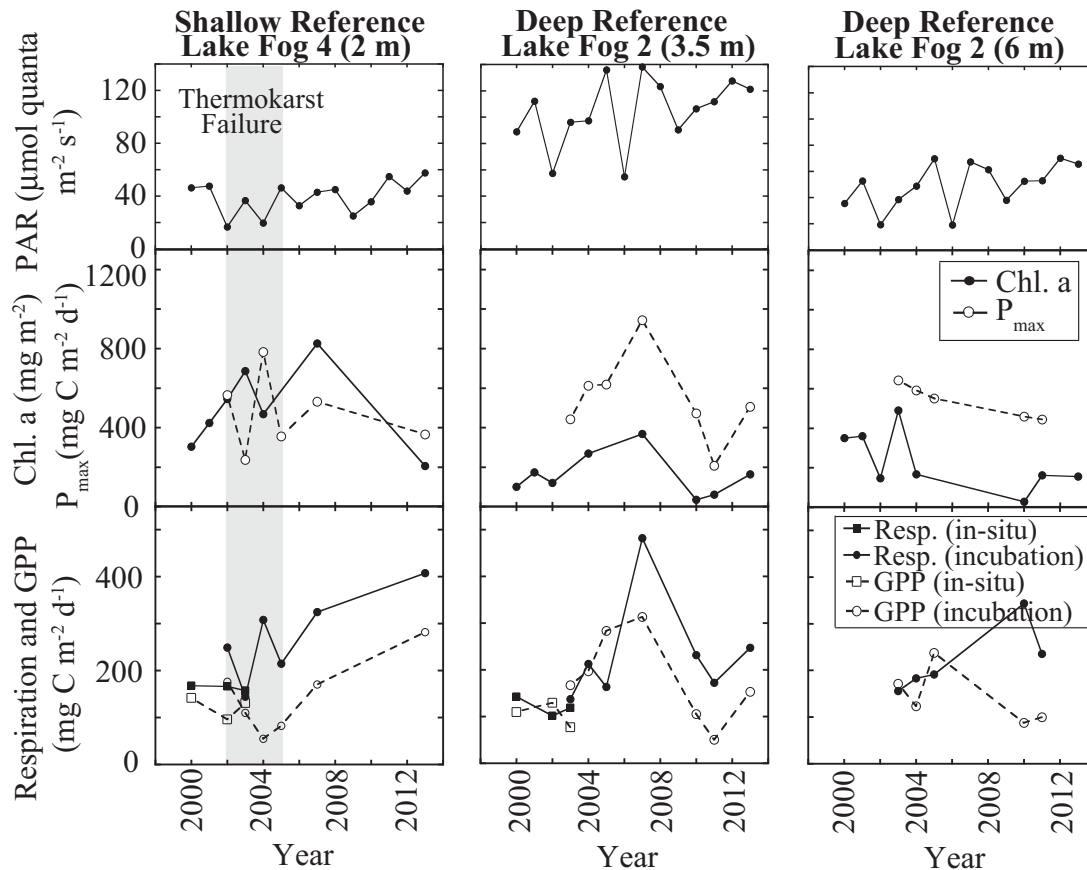 Shallow Reference
Lake Fog 4 (2 m)
Deep Reference
Lake Fog 2 (3.5 m)
Deep Reference
Lake Fog 2 (6 m)
PAR (µmol quanta
m⁻² s⁻¹)
120
80
40
0
Thermokarst
Failure
Chl. a (mg m⁻²)
P_max (mg C m⁻² d⁻¹)
1200
800
400
0
Chl. a
P_max
Respiration and GPP
(mg C m⁻² d⁻¹)
400
200
0
Resp. (in-situ)
Resp. (incubation)
GPP (in-situ)
GPP (incubation)
2000
2004
2008
2012
2000
2004
2008
2012
2000
2004
2008
2012
Year
Year
Year